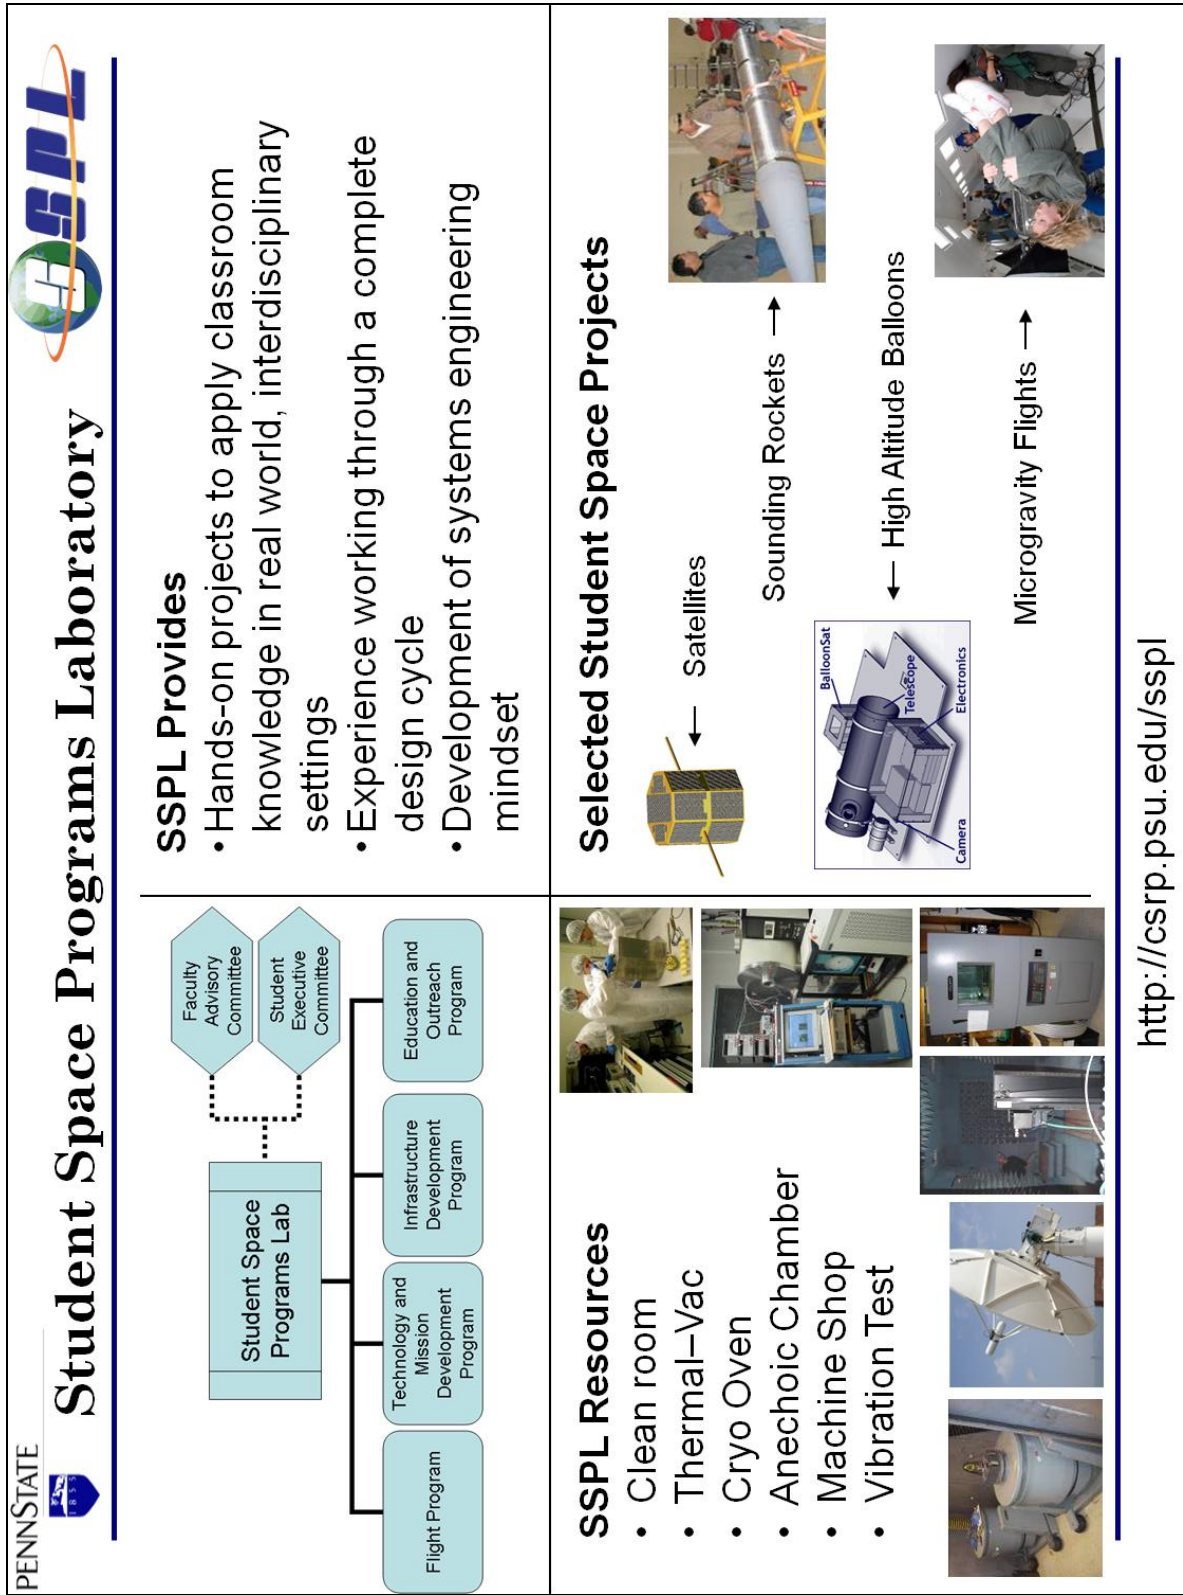 PENNSTATE
1855
Student Space Programs Laboratory
SSPL
Student Space
Programs Lab
Faculty
Advisory
Committee
Student
Executive
Committee
Flight Program
Technology and
Mission
Development
Program
Infrastructure
Development
Program
Education and
Outreach
Program
SSPL Provides
• Hands-on projects to apply classroom
knowledge in real world, interdisciplinary
settings
• Experience working through a complete
design cycle
• Development of systems engineering
mindset
SSPL Resources
• Clean room
• Thermal–Vac
• Cryo Oven
• Anechoic Chamber
• Machine Shop
• Vibration Test
Selected Student Space Projects
← Satellites
Sounding Rockets →
← High Altitude Balloons
BalloonSat
Telescope
Electronics
Camera
Microgravity Flights →
http://csrp.psu.edu/sspl